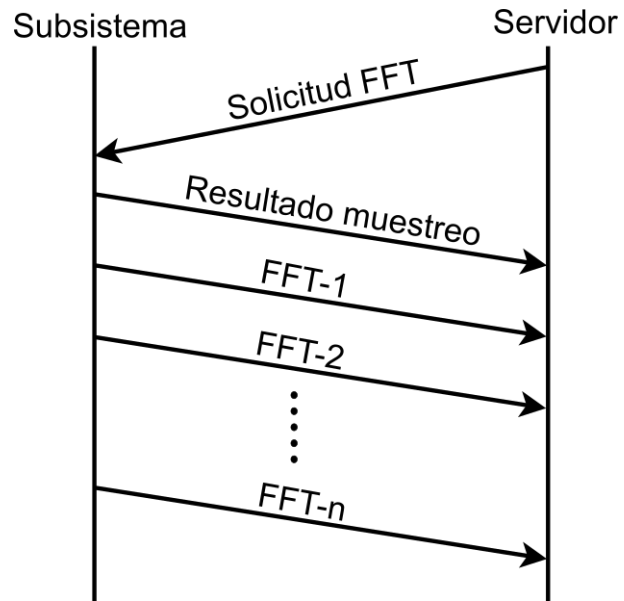 Subsistema
Servidor
Solicitud FFT
Resultado muestreo
FFT-1
FFT-2
FFT-n